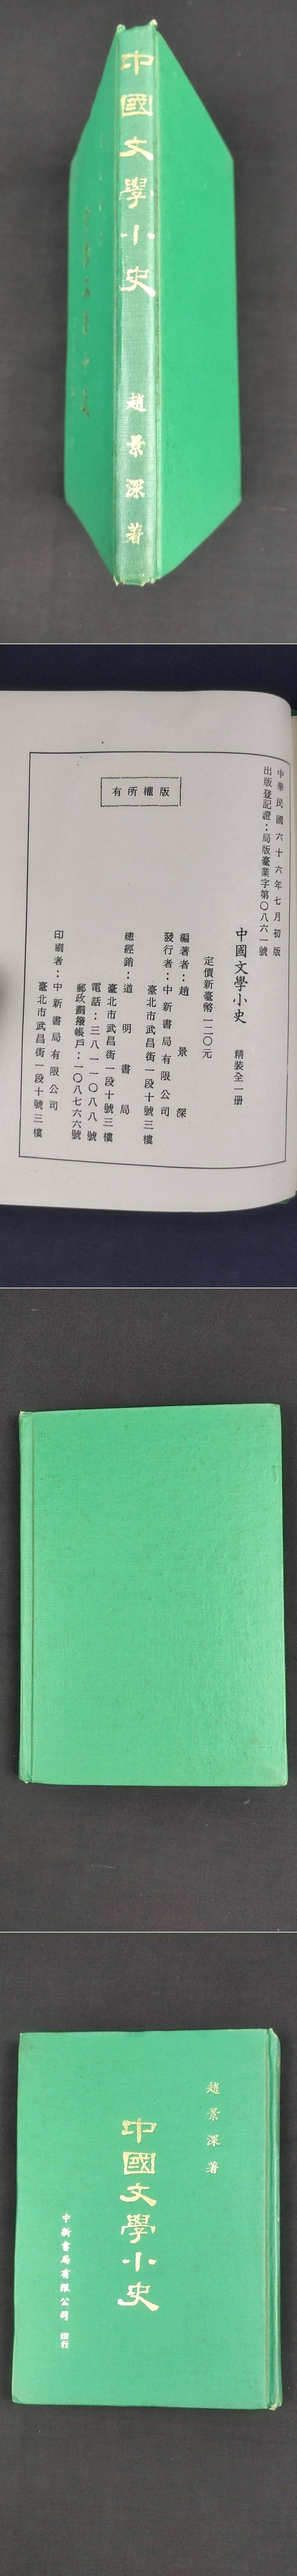 中國文學小史
趙景深著
中華民國六十六年七月初版
出版登記證：局版臺業字第〇八六一號
中國文學小史 精裝全一册
定價新臺幣一二〇元
編著者：趙景深
發行者：中新書局有限公司
臺北市武昌街一段十號三樓
總經銷：道明書局
臺北市武昌街一段十號三樓
電話：三八一一〇八八號
郵政劃撥帳戶：一〇八七六六號
印刷者：中新書局有限公司
臺北市武昌街一段十號三樓
版權所有
趙景深著
中國文學小史
中新書局有限公司 印行